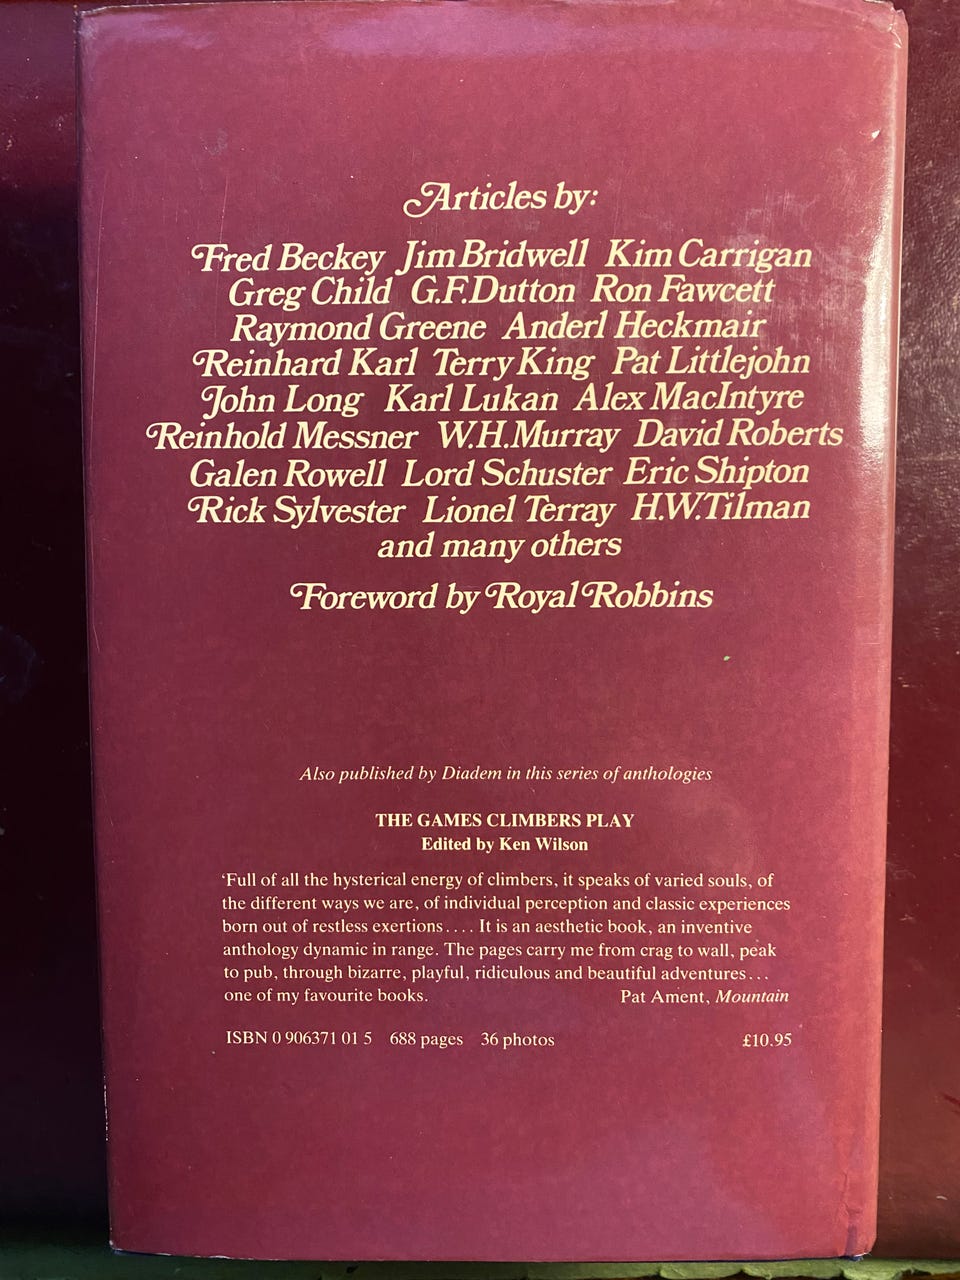 Articles by:
Fred Beckey Jim Bridwell Kim Carrigan
Greg Child G.F.Dutton Ron Fawcett
Raymond Greene Anderl Heckmair
Reinhard Karl Terry King Pat Littlejohn
John Long Karl Lukan Alex MacIntyre
Reinhold Messner W.H.Murray David Roberts
Galen Rowell Lord Schuster Eric Shipton
Rick Sylvester Lionel Terray H.W.Tilman
and many others
Foreword by Royal Robbins
Also published by Diadem in this series of anthologies
THE GAMES CLIMBERS PLAY
Edited by Ken Wilson
‘Full of all the hysterical energy of climbers, it speaks of varied souls, of
the different ways we are, of individual perception and classic experiences
born out of restless exertions.... It is an aesthetic book, an inventive
anthology dynamic in range. The pages carry me from crag to wall, peak
to pub, through bizarre, playful, ridiculous and beautiful adventures...
one of my favourite books. Pat Ament, Mountain
ISBN 0 906371 01 5 688 pages 36 photos £10.95